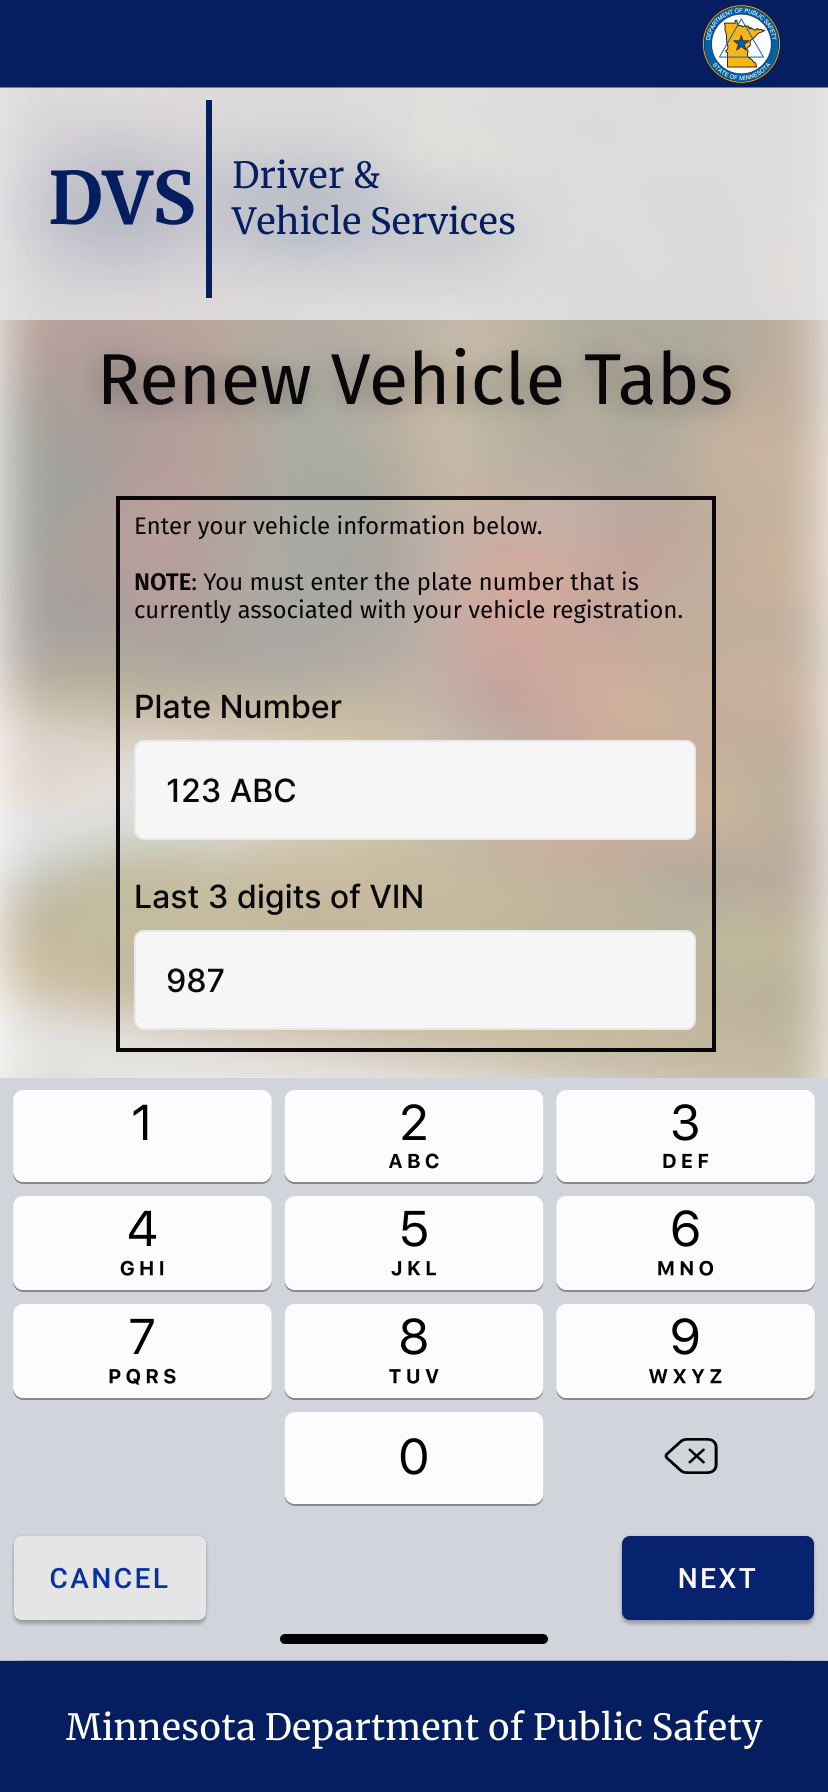 DEPARTMENT OF PUBLIC SAFETY
STATE OF MINNESOTA
DVS
Driver &
Vehicle Services
Renew Vehicle Tabs
Enter your vehicle information below.
NOTE: You must enter the plate number that is
currently associated with your vehicle registration.
Plate Number
123 ABC
Last 3 digits of VIN
987
1 2 3
ABC DEF
4 5 6
GHI JKL MNO
7 8 9
PQRS TUV WXYZ
0
CANCEL NEXT
Minnesota Department of Public Safety